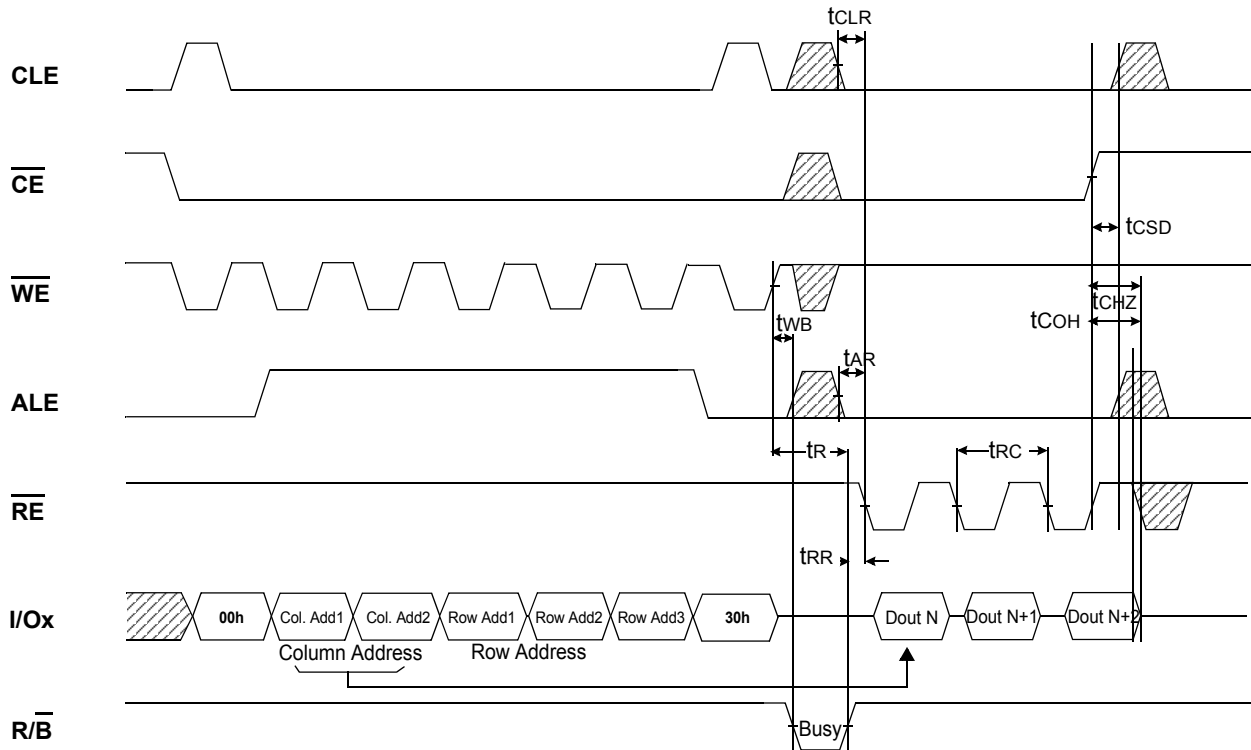 tCLR
CLE
CE
tCSD
WE
tCHZ
tCOH
tWB
tAR
ALE
tR
tRC
RE
tRR
I/Ox
00h
Col. Add1
Col. Add2
Row Add1
Row Add2
Row Add3
30h
Dout N
Dout N+1
Dout N+2
Column Address
Row Address
R/B
Busy